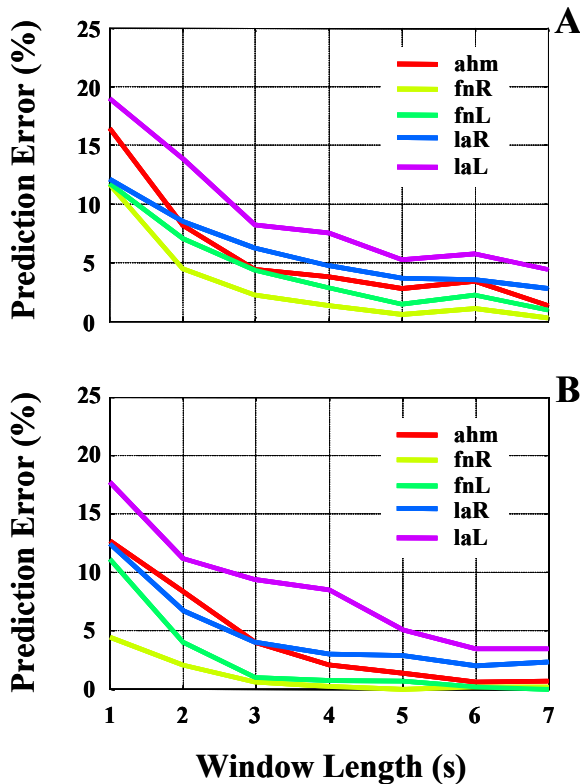 A
Prediction Error (%)
25
20
15
10
5
0
ahm
fnR
fnL
laR
laL
B
Prediction Error (%)
25
20
15
10
5
0
ahm
fnR
fnL
laR
laL
1 2 3 4 5 6 7
Window Length (s)